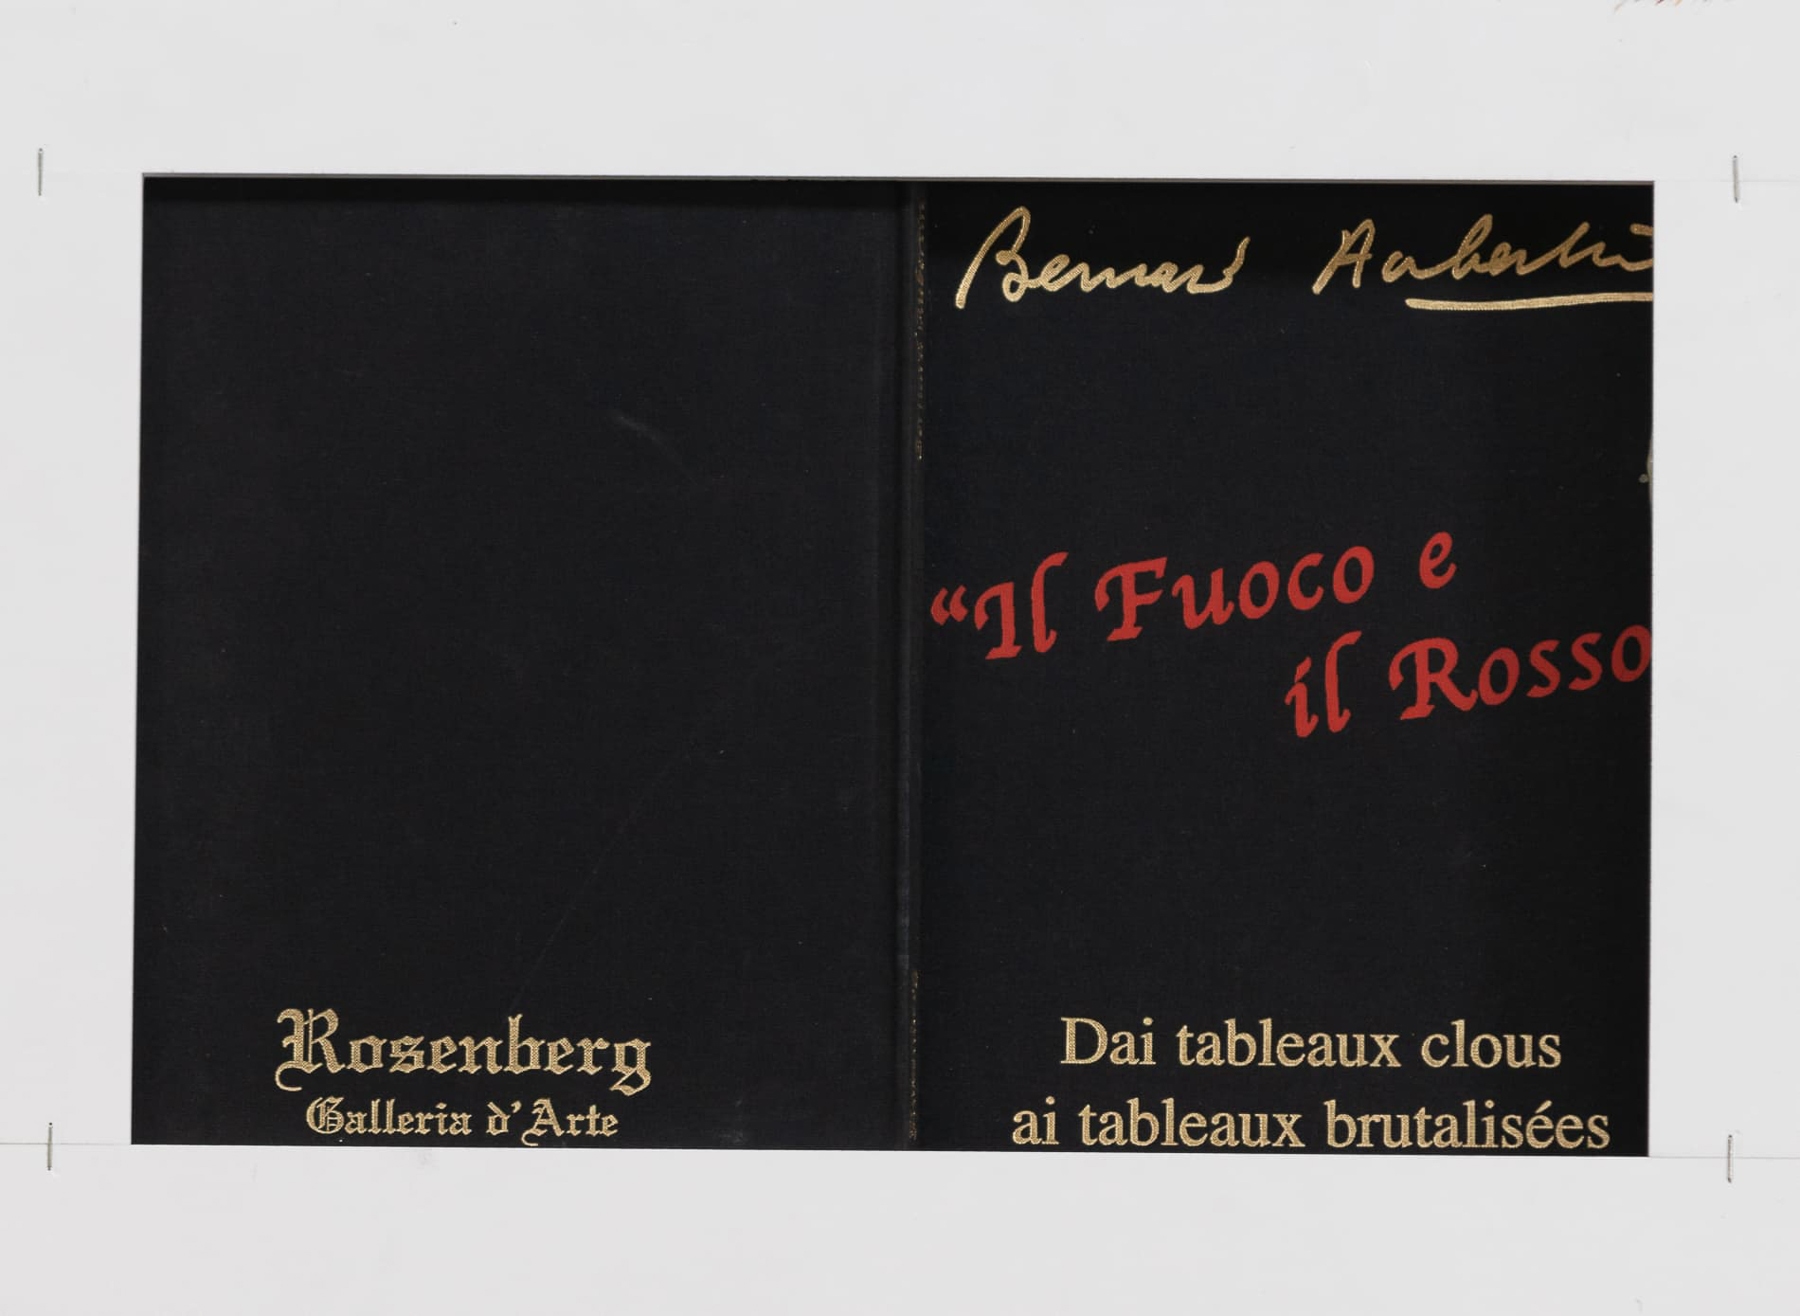 Bernard Aubertin
“Il Fuoco e
il Rosso
Dai tableaux clous
ai tableaux brutalisées
Rosenberg
Galleria d'Arte